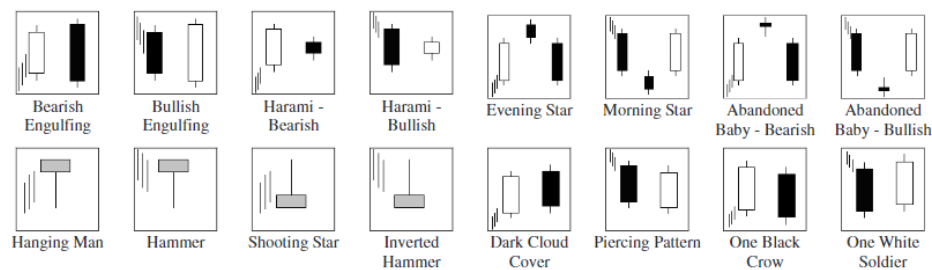 Bearish
Engulfing
Bullish
Engulfing
Harami -
Bearish
Harami -
Bullish
Evening Star
Morning Star
Abandoned
Baby - Bearish
Abandoned
Baby - Bullish
Hanging Man
Hammer
Shooting Star
Inverted
Hammer
Dark Cloud
Cover
Piercing Pattern
One Black
Crow
One White
Soldier